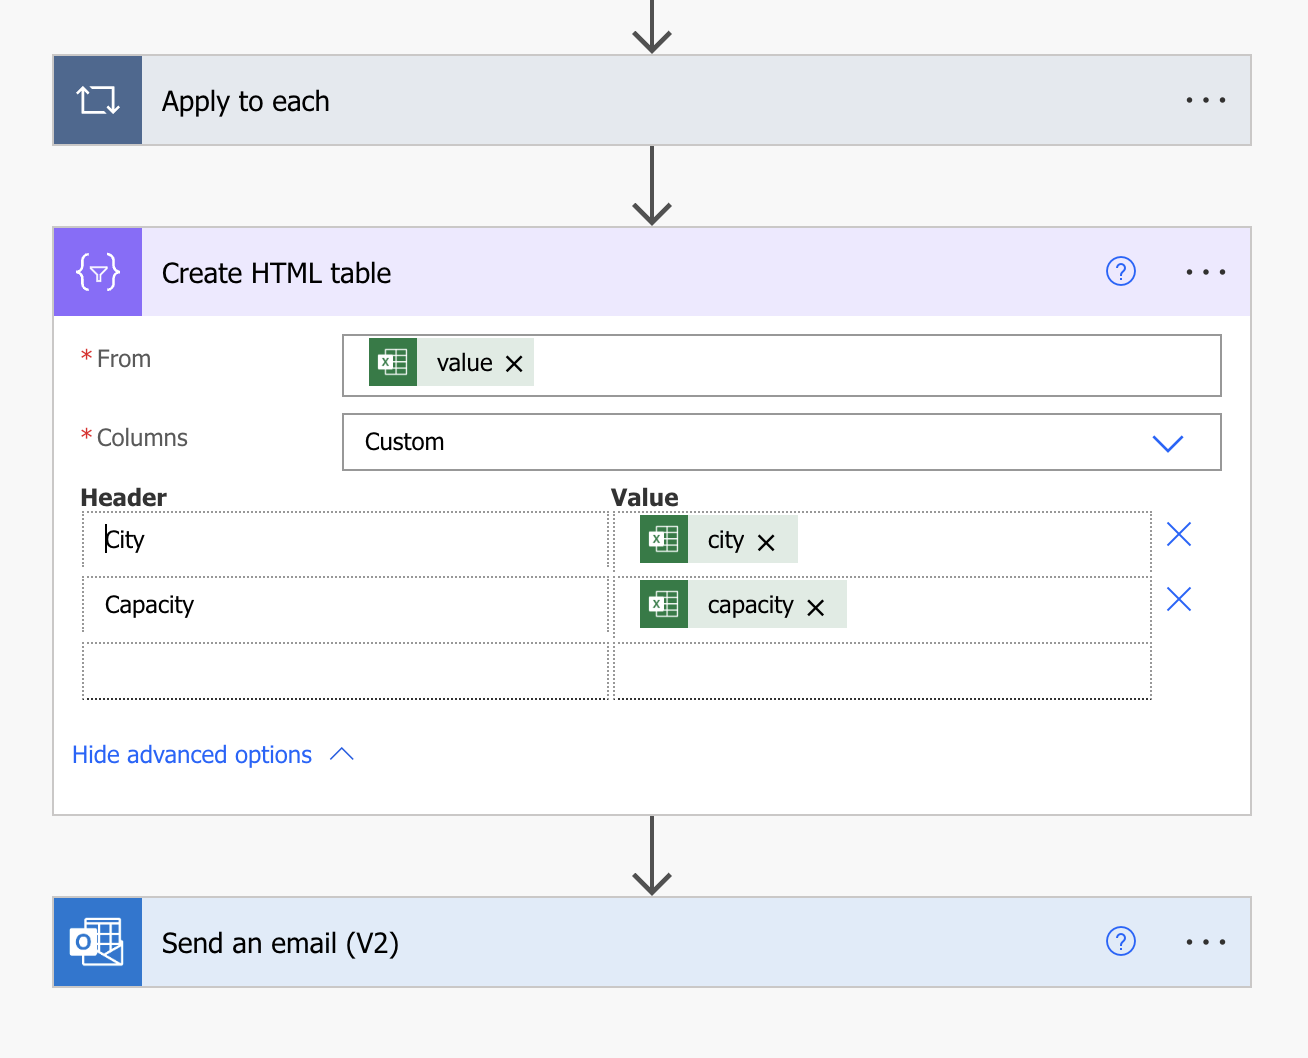 Apply to each
Create HTML table
* From
value
* Columns
Custom
Header Value
City city
Capacity capacity
Hide advanced options
Send an email (V2)